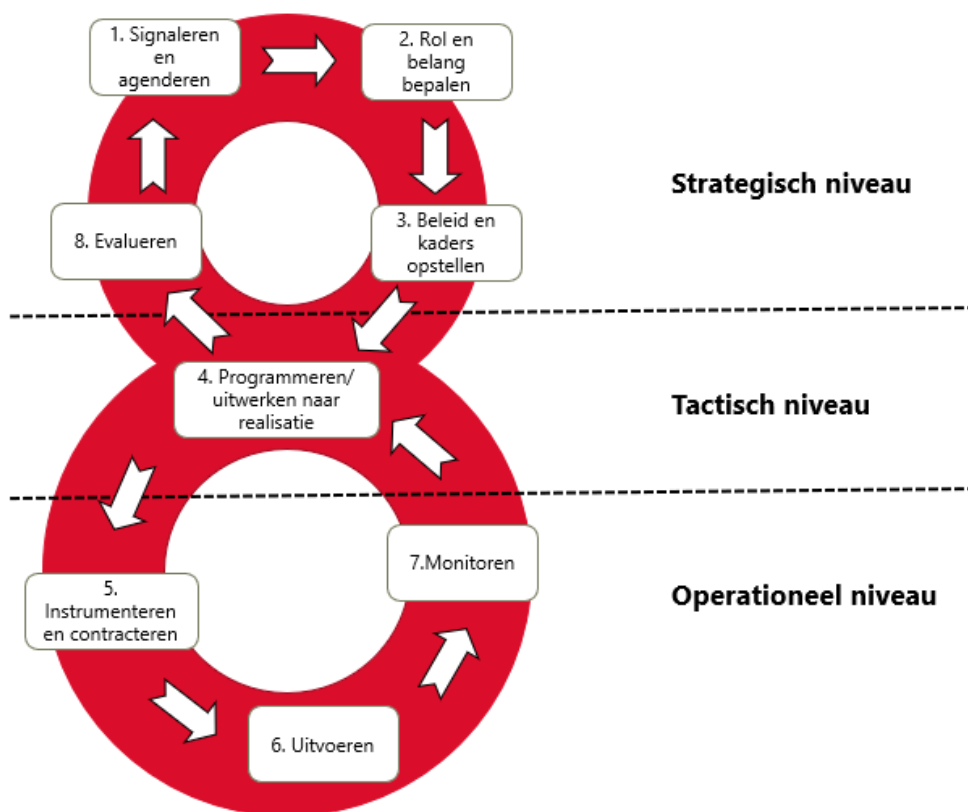 1. Signaleren
en
agenderen
2. Rol en
belang
bepalen
Strategisch niveau
8. Evalueren
3. Beleid en
kaders
opstellen
4. Programmeren/
uitwerken naar
realisatie
Tactisch niveau
7.Monitoren
5.
Instrumenteren
en contracteren
Operationeel niveau
6. Uitvoeren